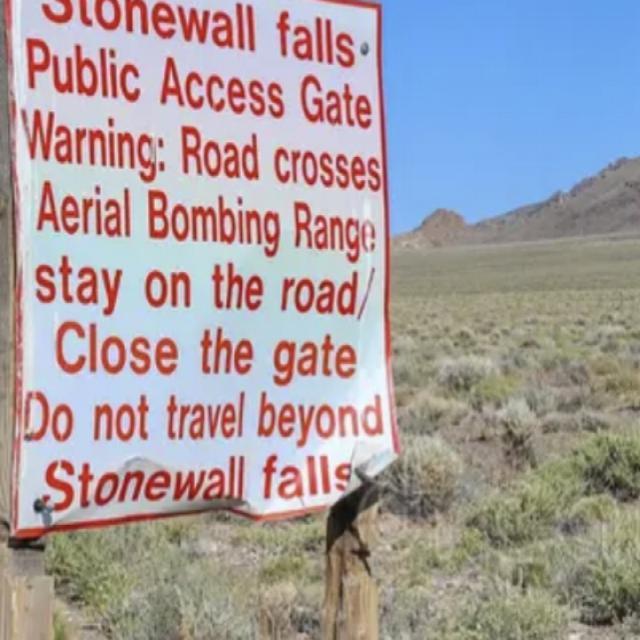 Stonewall falls
Public Access Gate
Warning: Road crosses
Aerial Bombing Range
stay on the road/
Close the gate
Do not travel beyond
Stonewall falls